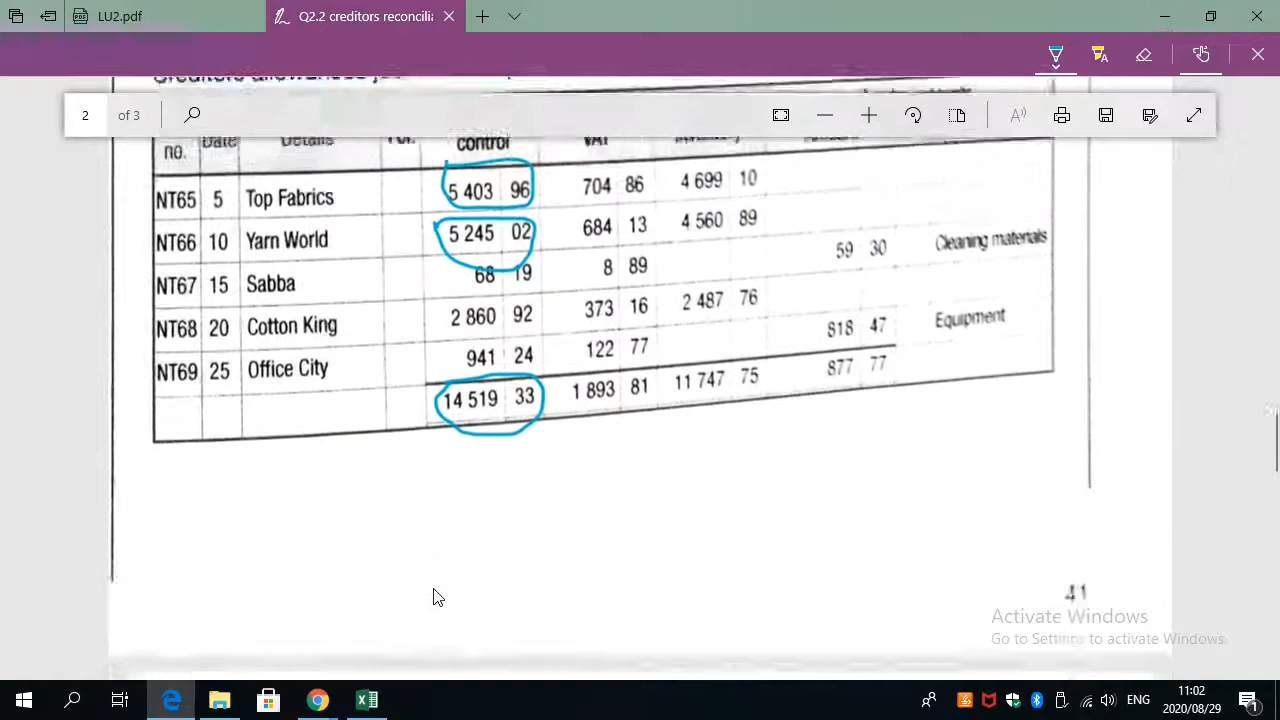 LU2
Q2.2 creditors reconcilia
2 of
no. Date Details control VAT
NT65 5 Top Fabrics 5 403 96 704 86 4 699 10
NT66 10 Yarn World 5 245 02 684 13 4 560 89
NT67 15 Sabba 68 19 8 89 59 30 Cleaning materials
NT68 20 Cotton King 2 860 92 373 16 2 487 76
NT69 25 Office City 941 24 122 77 818 47 Equipment
14 519 33 1 893 81 11 747 75 877 77
41
Activate Windows
Go to Settings to activate Windows.
ENG
11:02
2020/08/29